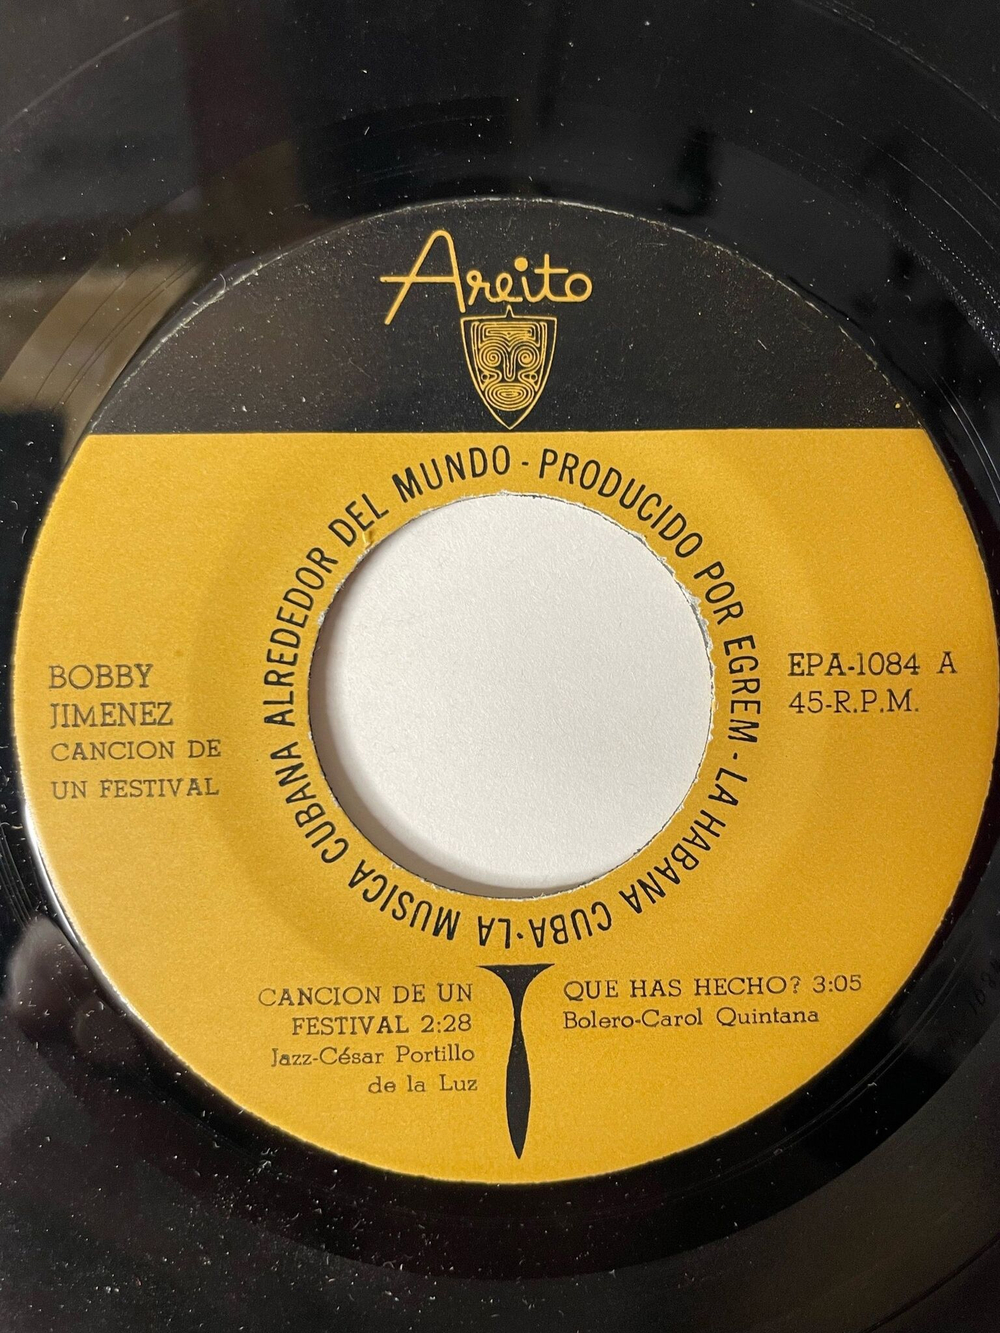 Areito
LA MUSICA CUBANA ALREDEDOR DEL MUNDO - PRODUCIDO POR EGREM - LA HABANA CUBA-
BOBBY
JIMENEZ
CANCION DE
UN FESTIVAL
EPA-1084 A
45-R.P.M.
CANCION DE UN
FESTIVAL 2:28
Jazz-César Portillo
de la Luz
QUE HAS HECHO? 3:05
Bolero-Carol Quintana